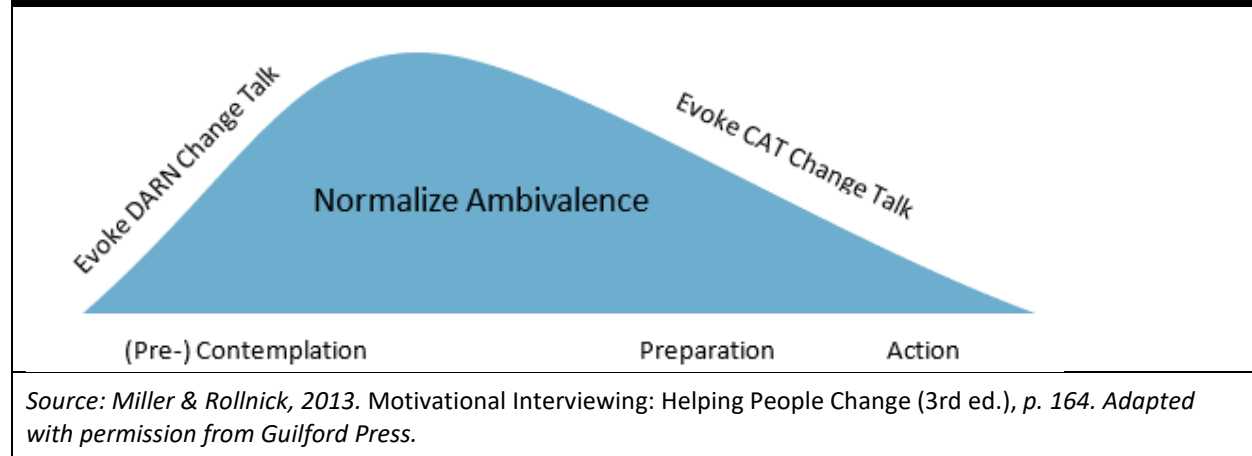 Evoke DARN Change Talk
Evoke CAT Change Talk
Normalize Ambivalence
(Pre-) Contemplation Preparation Action
Source: Miller & Rollnick, 2013. Motivational Interviewing: Helping People Change (3rd ed.), p. 164. Adapted
with permission from Guilford Press.